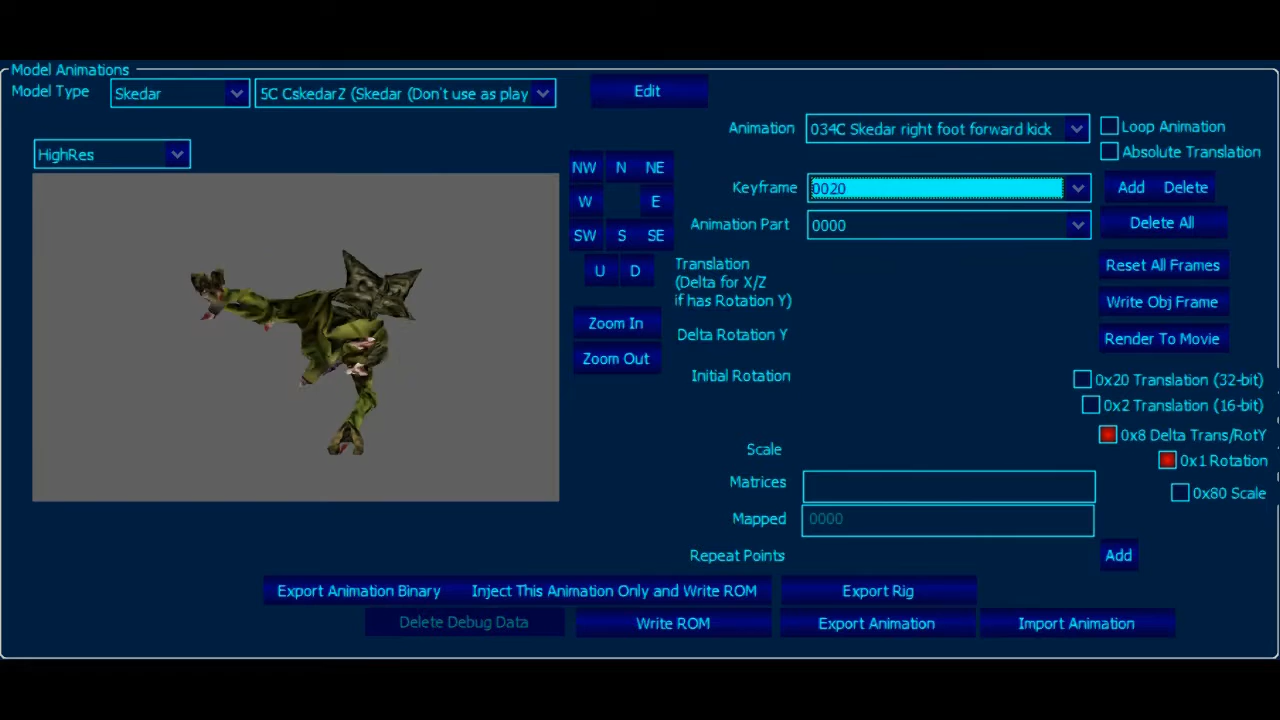 Model Animations
Model Type
Skedar
5C CskedarZ (Skedar (Don't use as play
Edit
Animation
034C Skedar right foot forward kick
Loop Animation
Absolute Translation
HighRes
NW N NE
Keyframe
0020
Add
Delete
W E
Animation Part
0000
Delete All
SW S SE
U D
Translation
(Delta for X/Z
if has Rotation Y)
Reset All Frames
Write Obj Frame
Zoom In
Delta Rotation Y
Render To Movie
Zoom Out
Initial Rotation
0x20 Translation (32-bit)
0x2 Translation (16-bit)
0x8 Delta Trans/RotY
Scale
0x1 Rotation
Matrices
0x80 Scale
Mapped
0000
Repeat Points
Add
Export Animation Binary
Inject This Animation Only and Write ROM
Export Rig
Delete Debug Data
Write ROM
Export Animation
Import Animation